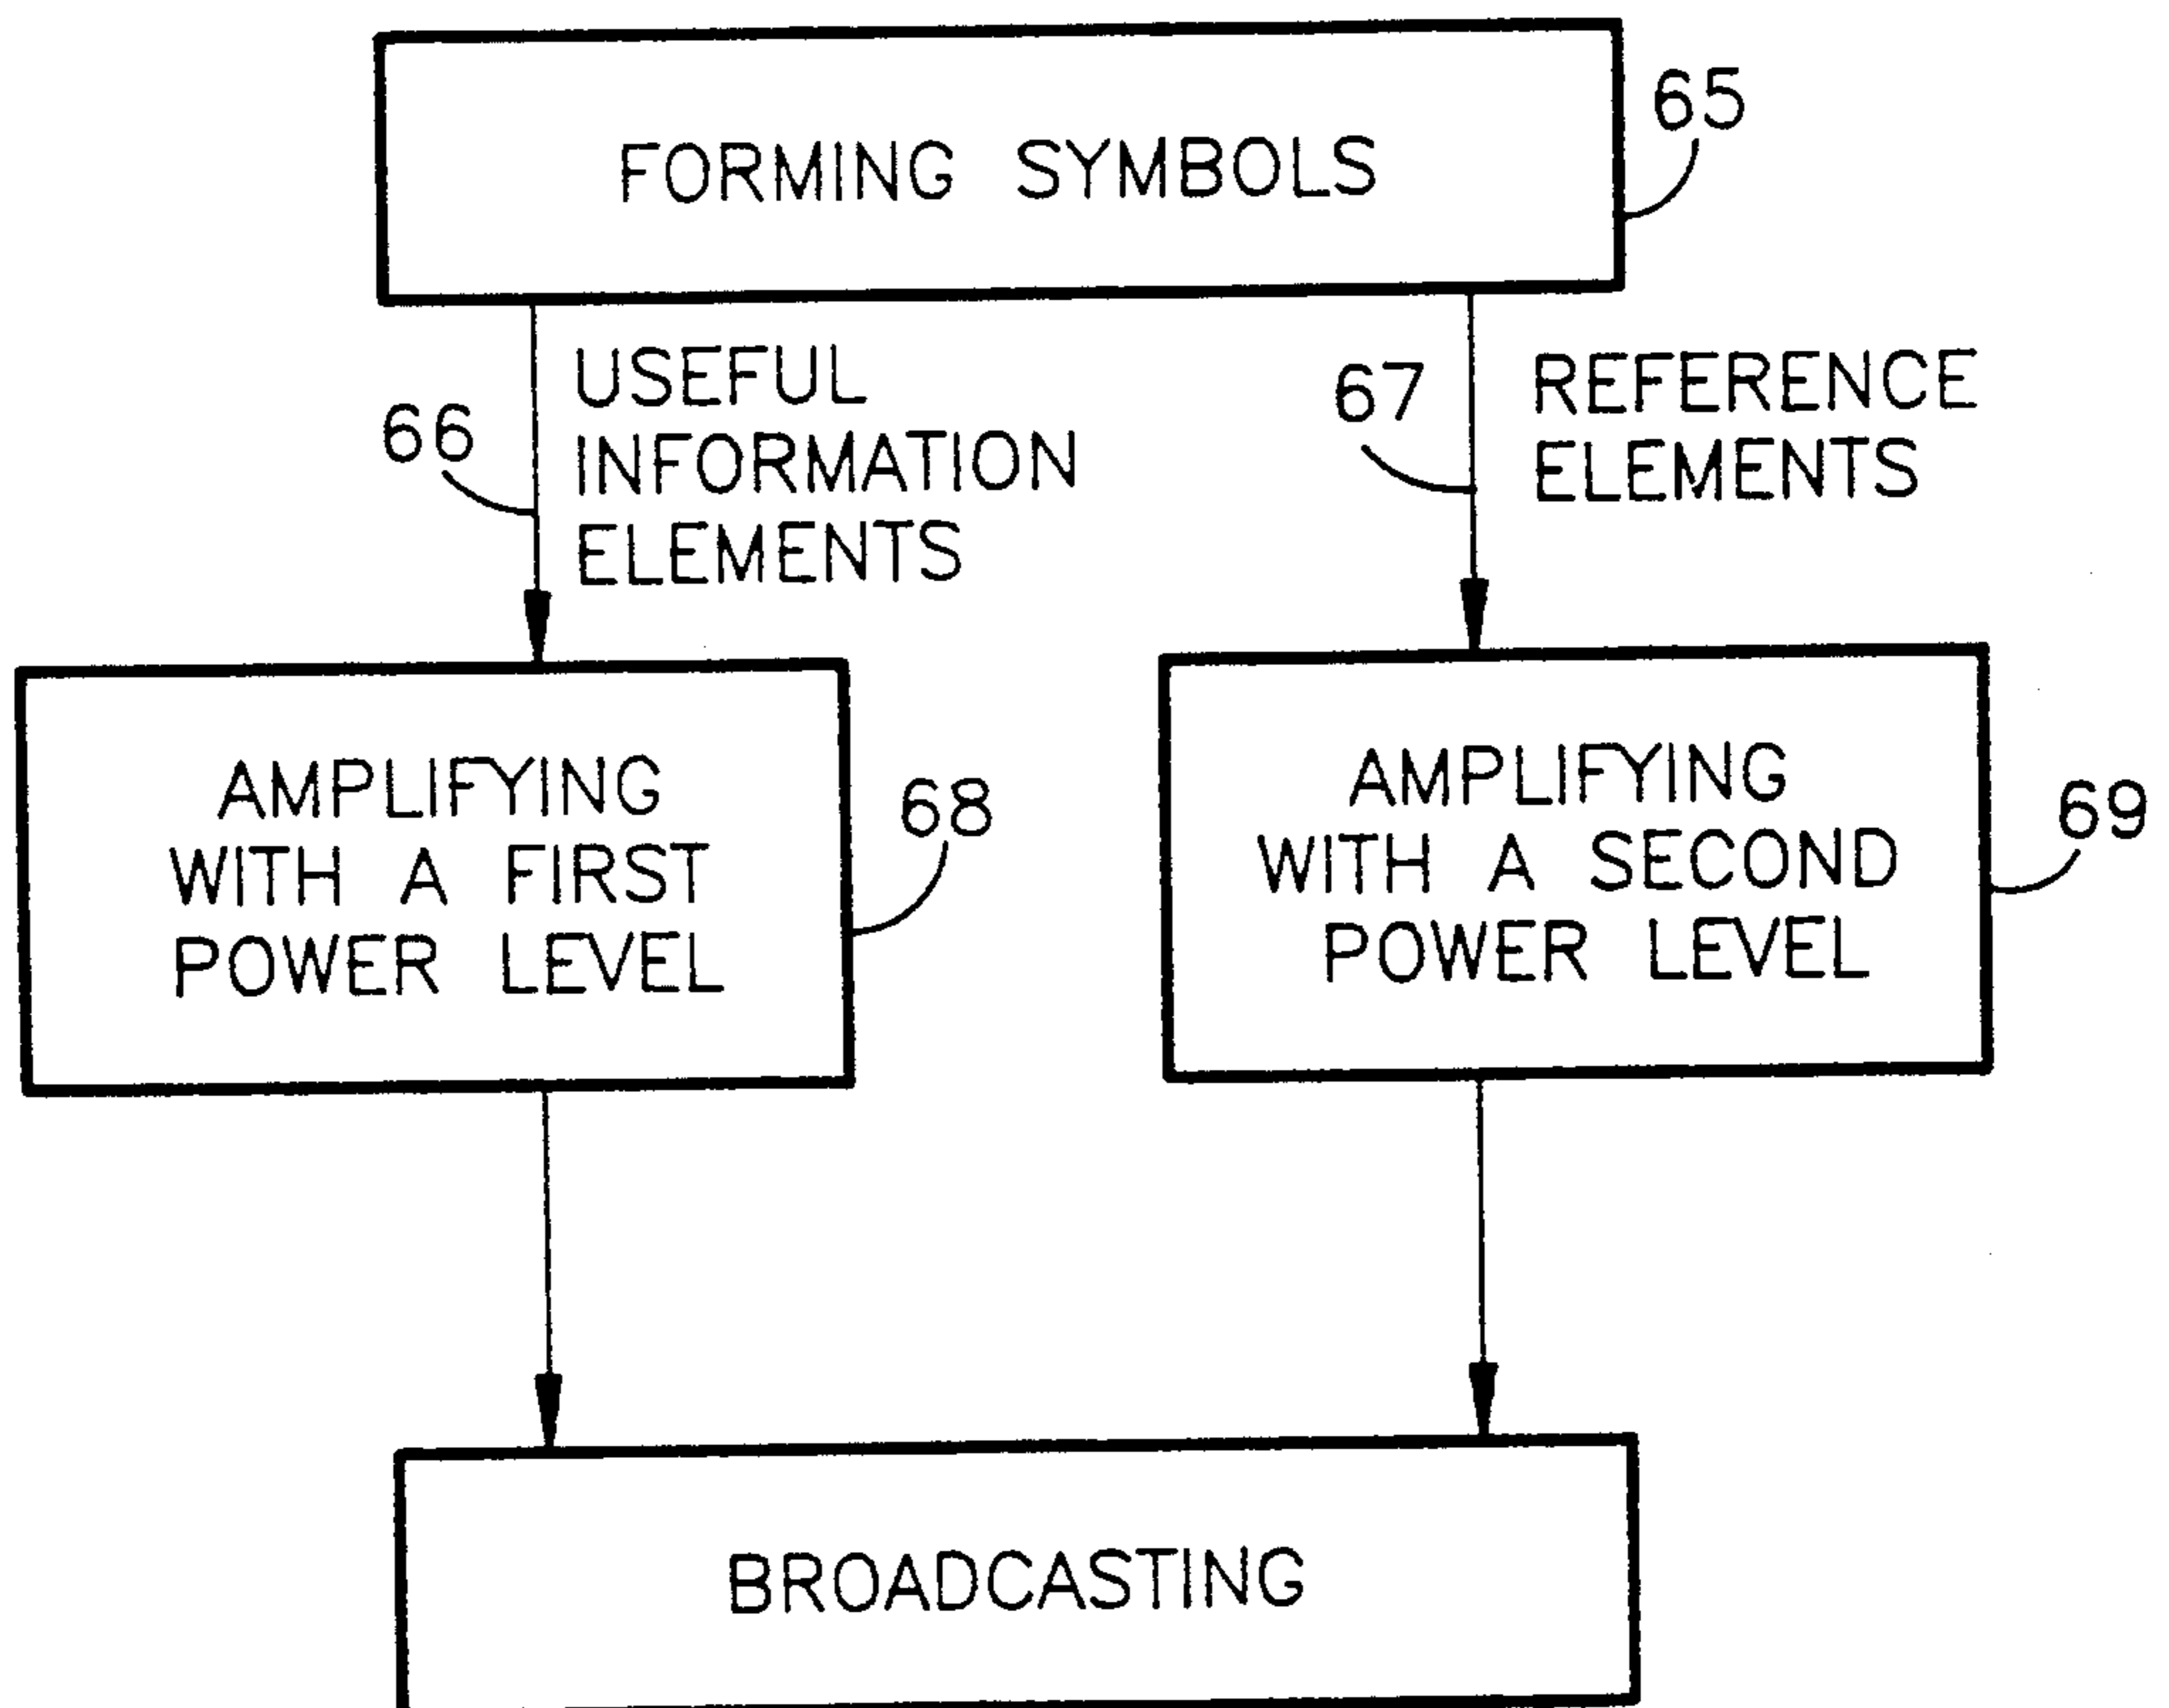 FORMING SYMBOLS
65
66
USEFUL
INFORMATION
ELEMENTS
67
REFERENCE
ELEMENTS
AMPLIFYING
WITH A FIRST
POWER LEVEL
68
AMPLIFYING
WITH A SECOND
POWER LEVEL
69
BROADCASTING